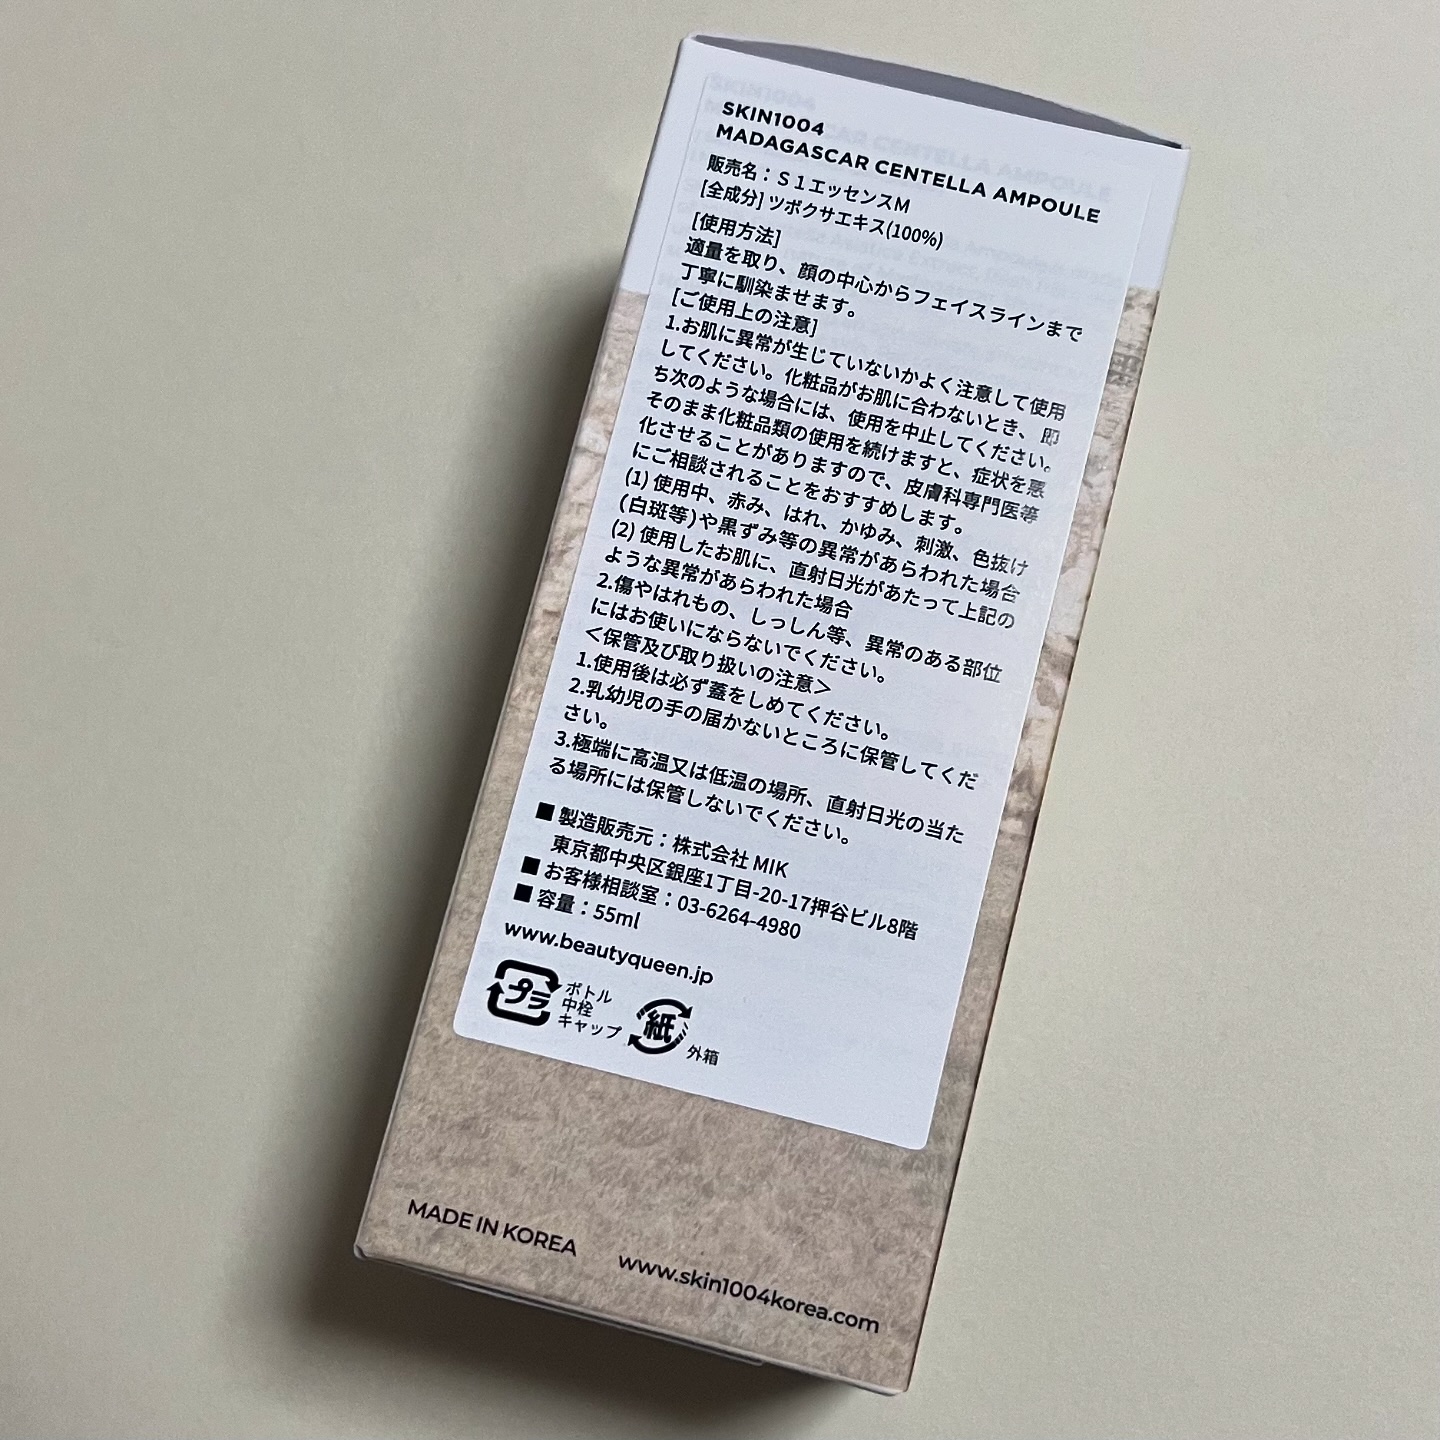 SKIN1004
MADAGASCAR CENTELLA AMPOULE
販売名：Ｓ１エッセンスM
[全成分] ツボクサエキス(100%)
[使用方法]
適量を取り、顔の中心からフェイスラインまで
丁寧に馴染ませます。
[ご使用上の注意]
1.お肌に異常が生じていないかよく注意して使用
してください。化粧品がお肌に合わないとき、 即
ち次のような場合には、使用を中止してください。
そのまま化粧品類の使用を続けますと、症状を悪
化させることがありますので、皮膚科専門医等
にご相談されることをおすすめします。
(1) 使用中、赤み、はれ、かゆみ、刺激、色抜け
(白斑等)や黒ずみ等の異常があらわれた場合
(2) 使用したお肌に、直射日光があたって上記の
ような異常があらわれた場合
2.傷やはれもの、しっしん等、異常のある部位
にはお使いにならないでください。
＜保管及び取り扱いの注意＞
1.使用後は必ず蓋をしめてください。
2.乳幼児の手の届かないところに保管してくだ
さい。
3.極端に高温又は低温の場所、直射日光の当た
る場所には保管しないでください。
■ 製造販売元：株式会社 MIK
東京都中央区銀座1丁目-20-17押谷ビル8階
■ お客様相談室：03-6264-4980
■ 容量：55ml
www.beautyqueen.jp
プラ
ボトル
中栓
キャップ
紙
外箱
MADE IN KOREA
www.skin1004korea.com